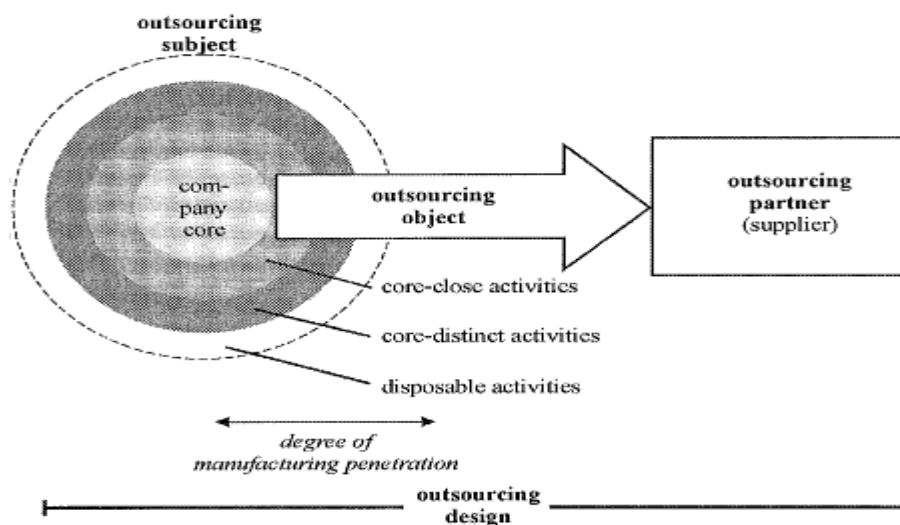 outsourcing
subject
com-
pany
core
outsourcing
object
outsourcing
partner
(supplier)
core-close activities
core-distinct activities
disposable activities
degree of
manufacturing penetration
outsourcing
design